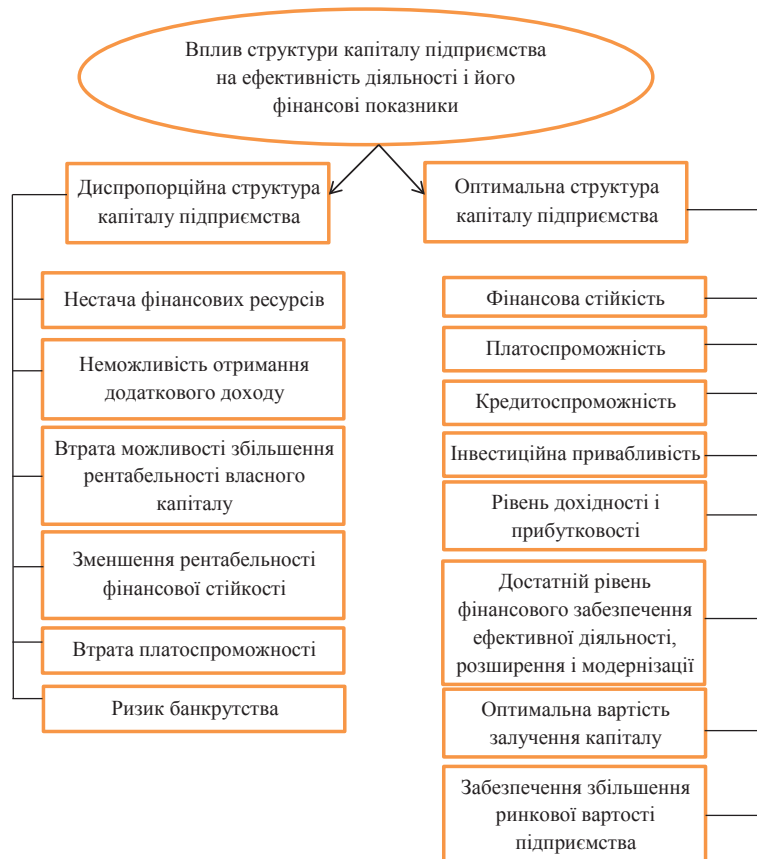 Вплив структури капіталу підприємства
на ефективність діяльності і його
фінансові показники
Диспропорційна структура
капіталу підприємства
Нестача фінансових ресурсів
Неможливість отримання
додаткового доходу
Втрата можливості збільшення
рентабельності власного
капіталу
Зменшення рентабельності
фінансової стійкості
Втрата платоспроможності
Ризик банкрутства
Оптимальна структура
капіталу підприємства
Фінансова стійкість
Платоспроможність
Кредитоспроможність
Інвестиційна привабливість
Рівень дохідності і
прибутковості
Достатній рівень
фінансового забезпечення
ефективної діяльності,
розширення і модернізації
Оптимальна вартість
залучення капіталу
Забезпечення збільшення
ринкової вартості
підприємства